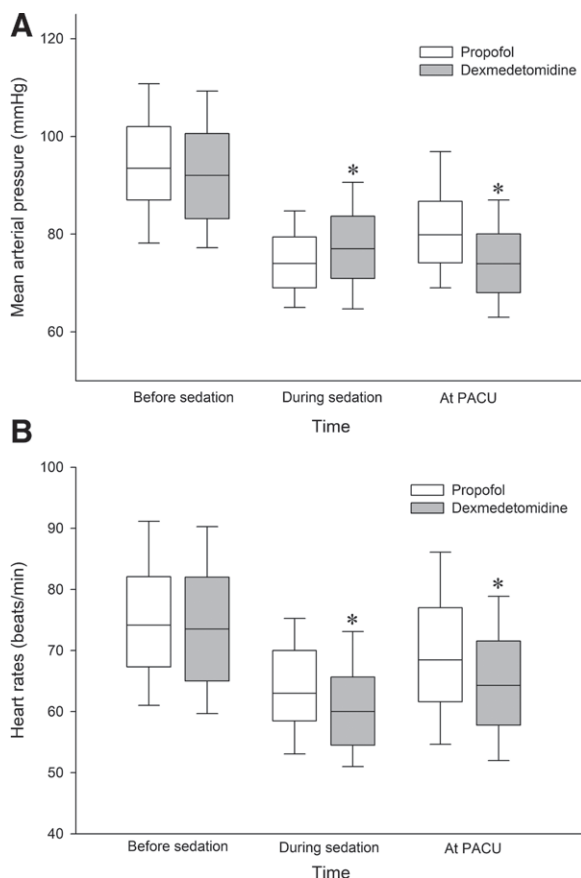 A
Mean arterial pressure (mmHg)
120
100
80
60
Propofol
Dexmedetomidine
*
*
Before sedation
During sedation
At PACU
Time
B
Heart rates (beats/min)
100
90
80
70
60
50
40
Propofol
Dexmedetomidine
*
*
Before sedation
During sedation
At PACU
Time